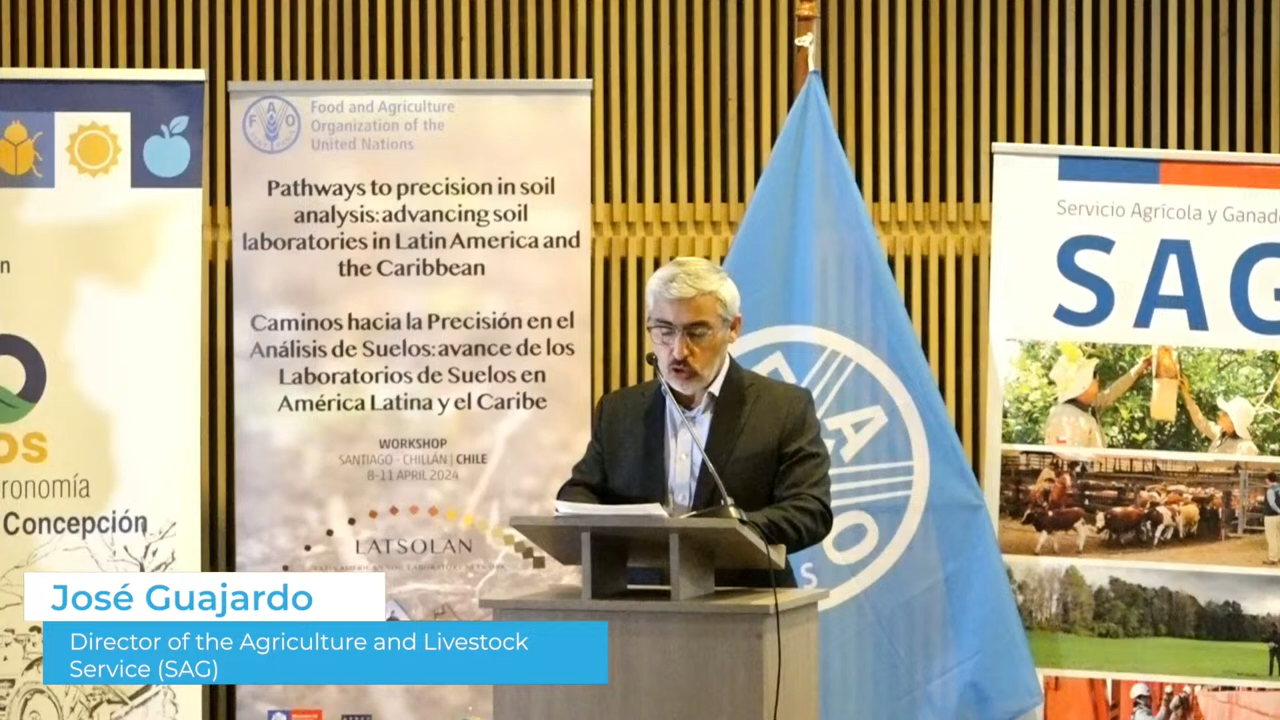 Food and Agriculture
Organization of the
United Nations
Pathways to precision in soil
analysis: advancing soil
laboratories in Latin America and
the Caribbean
Caminos hacia la Precisión en el
Análisis de Suelos: avance de los
Laboratorios de Suelos en
América Latina y el Caribe
WORKSHOP
SANTIAGO - CHILLÁN | CHILE
8-11 APRIL 2024
LATSOLAN
n
OS
ronomía
Concepción
F A O
A
O
S
Servicio Agrícola y Ganad
SAG
José Guajardo
Director of the Agriculture and Livestock
Service (SAG)